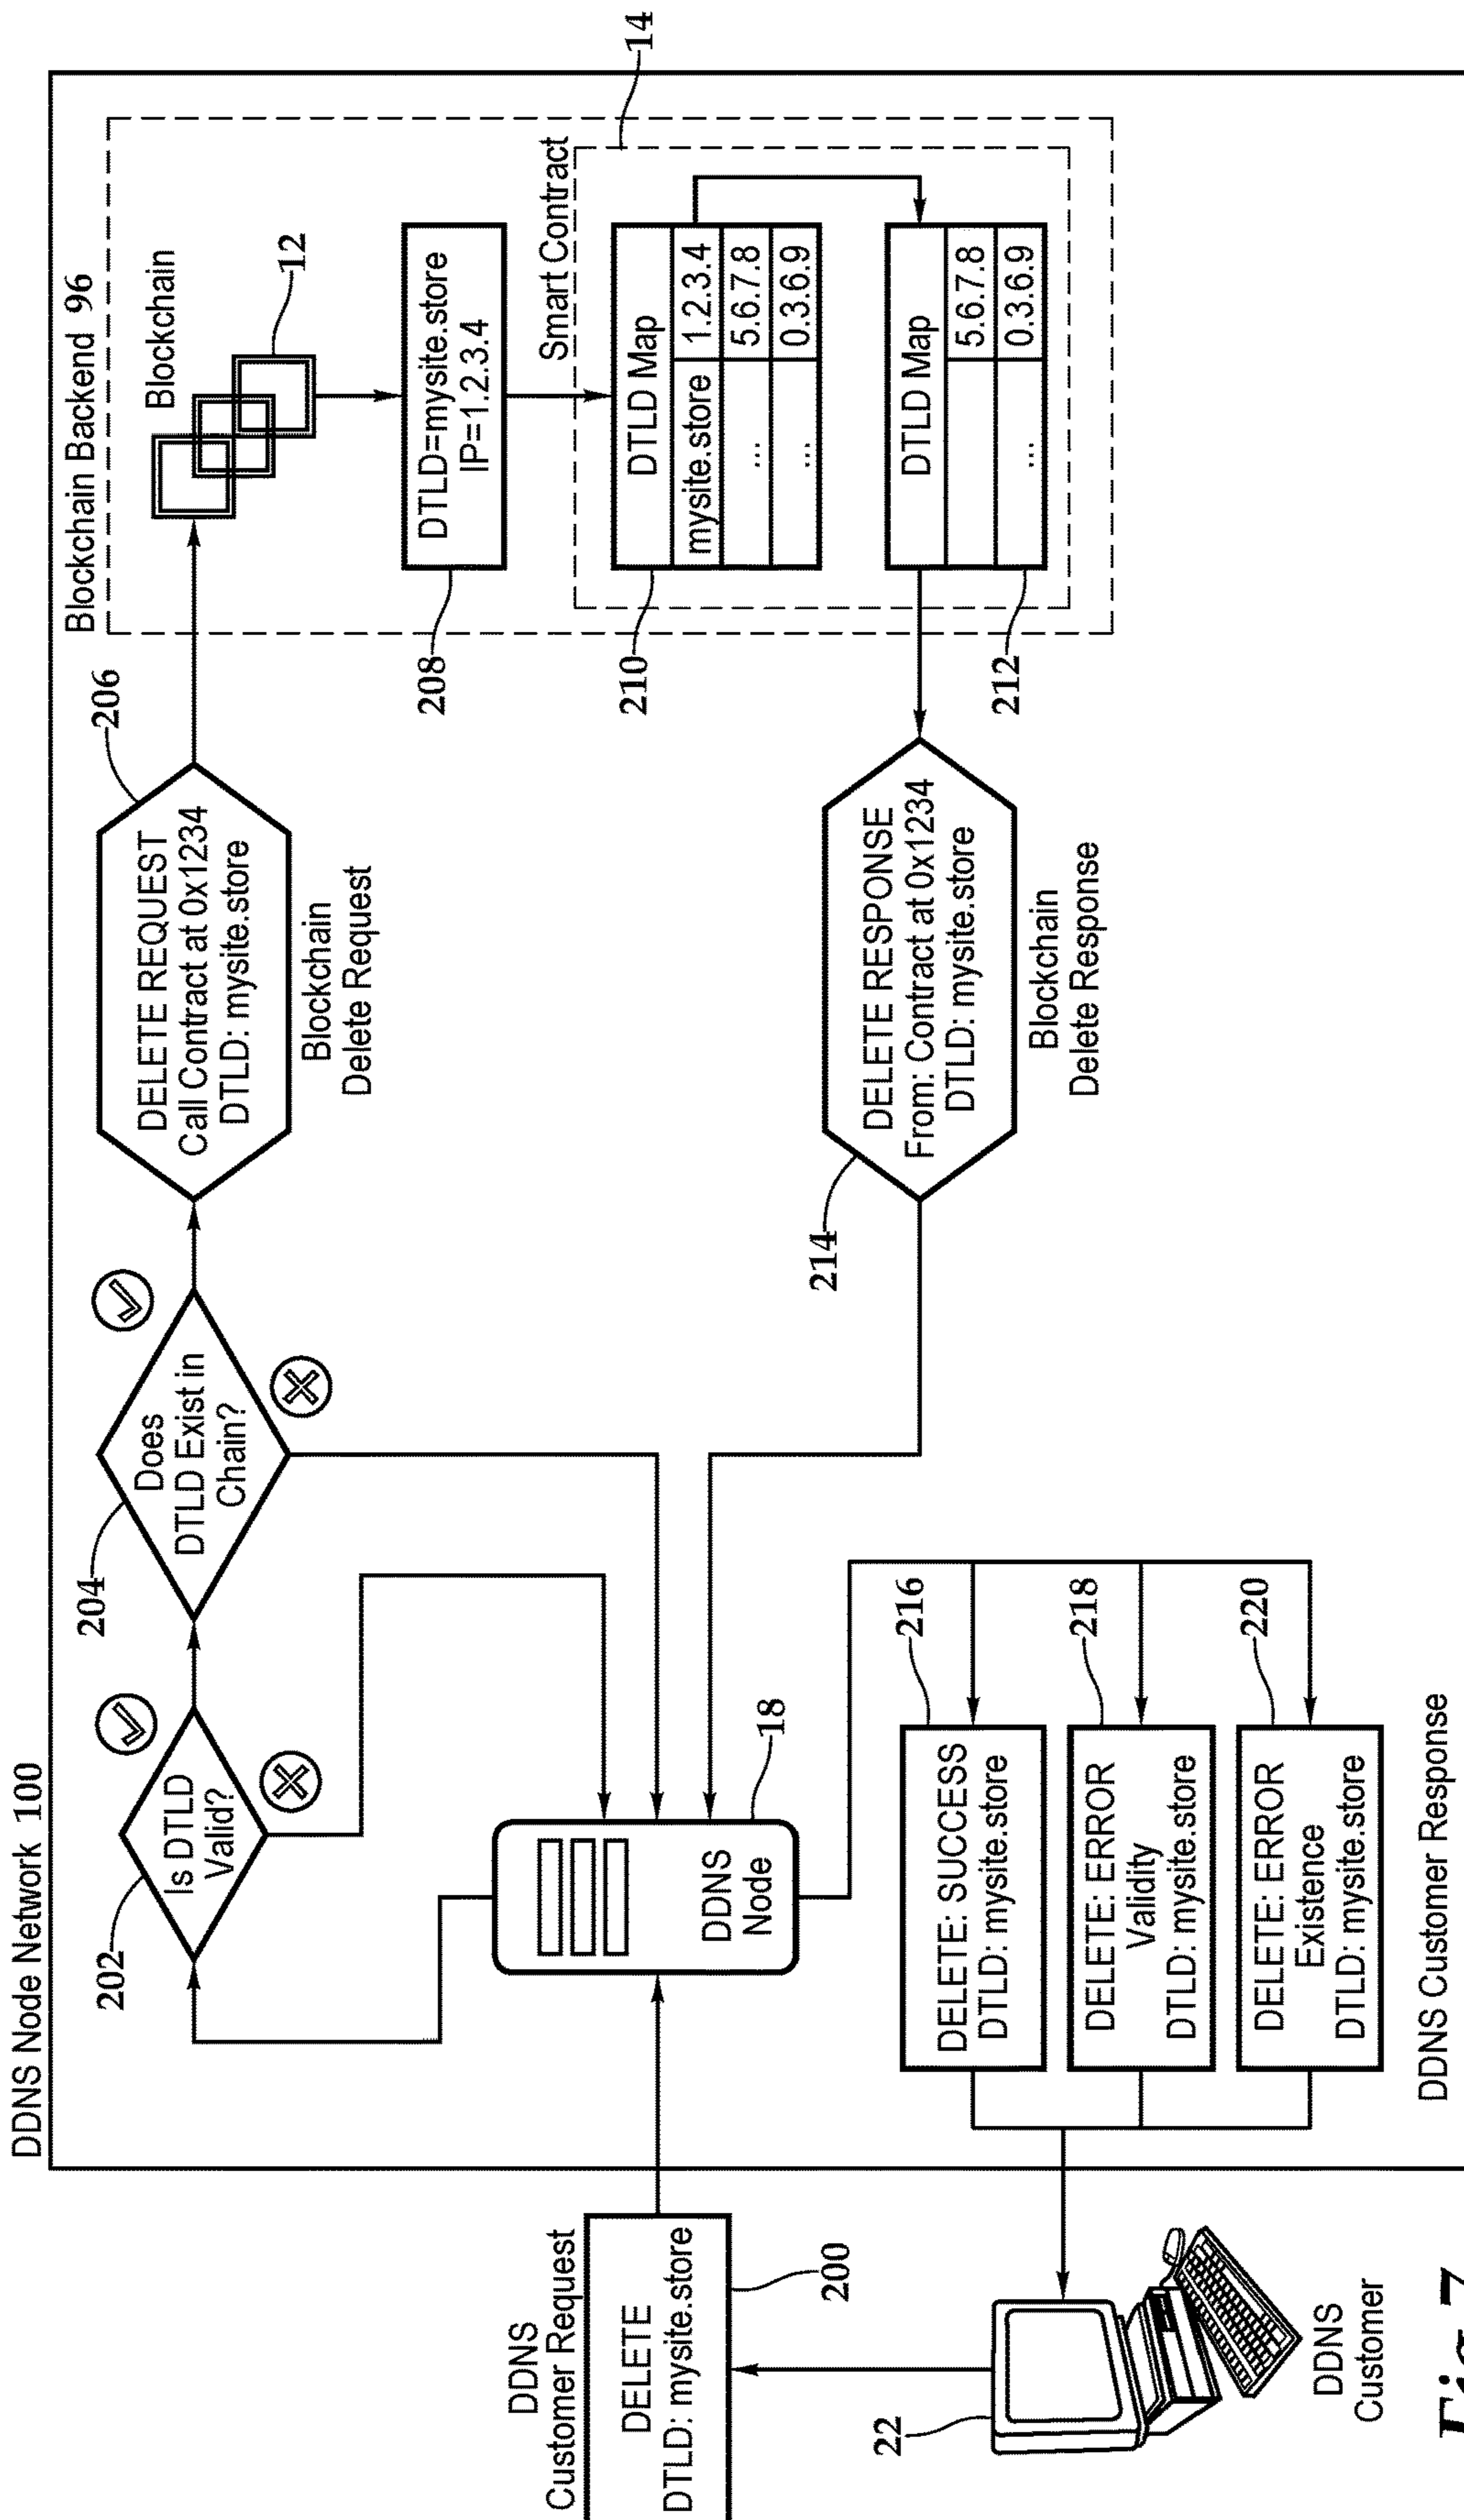 DDNS Node Network 100
Blockchain Backend 96
Blockchain
12
14
206
DELETE REQUEST
Call Contract at 0x1234
DTLD: mysite.store
Blockchain
Delete Request
204
Does
DTLD Exist in
Chain?
202
Is DTLD
Valid?
208
DTLD=mysite.store
IP=1.2.3.4
Smart Contract
210
DTLD Map
mysite.store 1.2.3.4
... 5.6.7.8
... 0.3.6.9
212
DTLD Map
5.6.7.8
... 0.3.6.9
214
DELETE RESPONSE
From: Contract at 0x1234
DTLD: mysite.store
Blockchain
Delete Response
DDNS
Node
18
DDNS
Customer Request
DELETE
DTLD: mysite.store
200
22
DDNS
Customer
216
DELETE: SUCCESS
DTLD: mysite.store
218
DELETE: ERROR
Validity
DTLD: mysite.store
220
DELETE: ERROR
Existence
DTLD: mysite.store
DDNS Customer Response
Fig.7